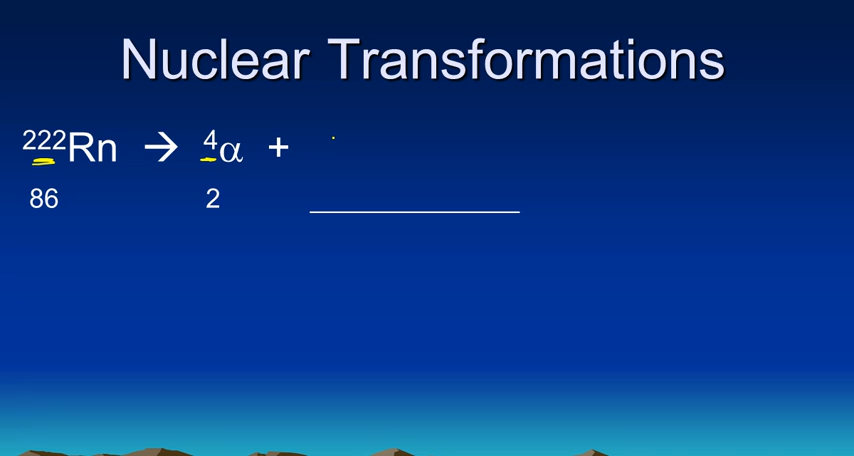 Nuclear Transformations
222Rn → 4α +
86 2